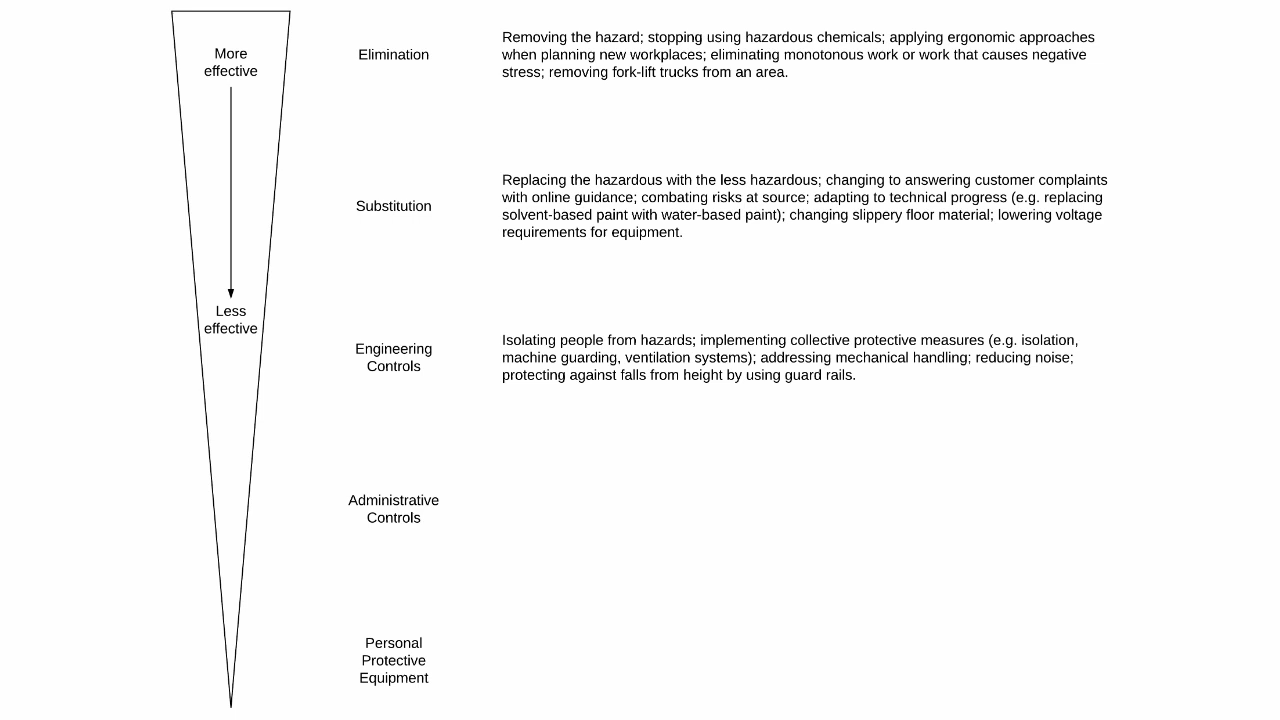 More
effective
Less
effective
Elimination
Removing the hazard; stopping using hazardous chemicals; applying ergonomic approaches
when planning new workplaces; eliminating monotonous work or work that causes negative
stress; removing fork-lift trucks from an area.
Substitution
Replacing the hazardous with the less hazardous; changing to answering customer complaints
with online guidance; combating risks at source; adapting to technical progress (e.g. replacing
solvent-based paint with water-based paint); changing slippery floor material; lowering voltage
requirements for equipment.
Engineering
Controls
Isolating people from hazards; implementing collective protective measures (e.g. isolation,
machine guarding, ventilation systems); addressing mechanical handling; reducing noise;
protecting against falls from height by using guard rails.
Administrative
Controls
Personal
Protective
Equipment